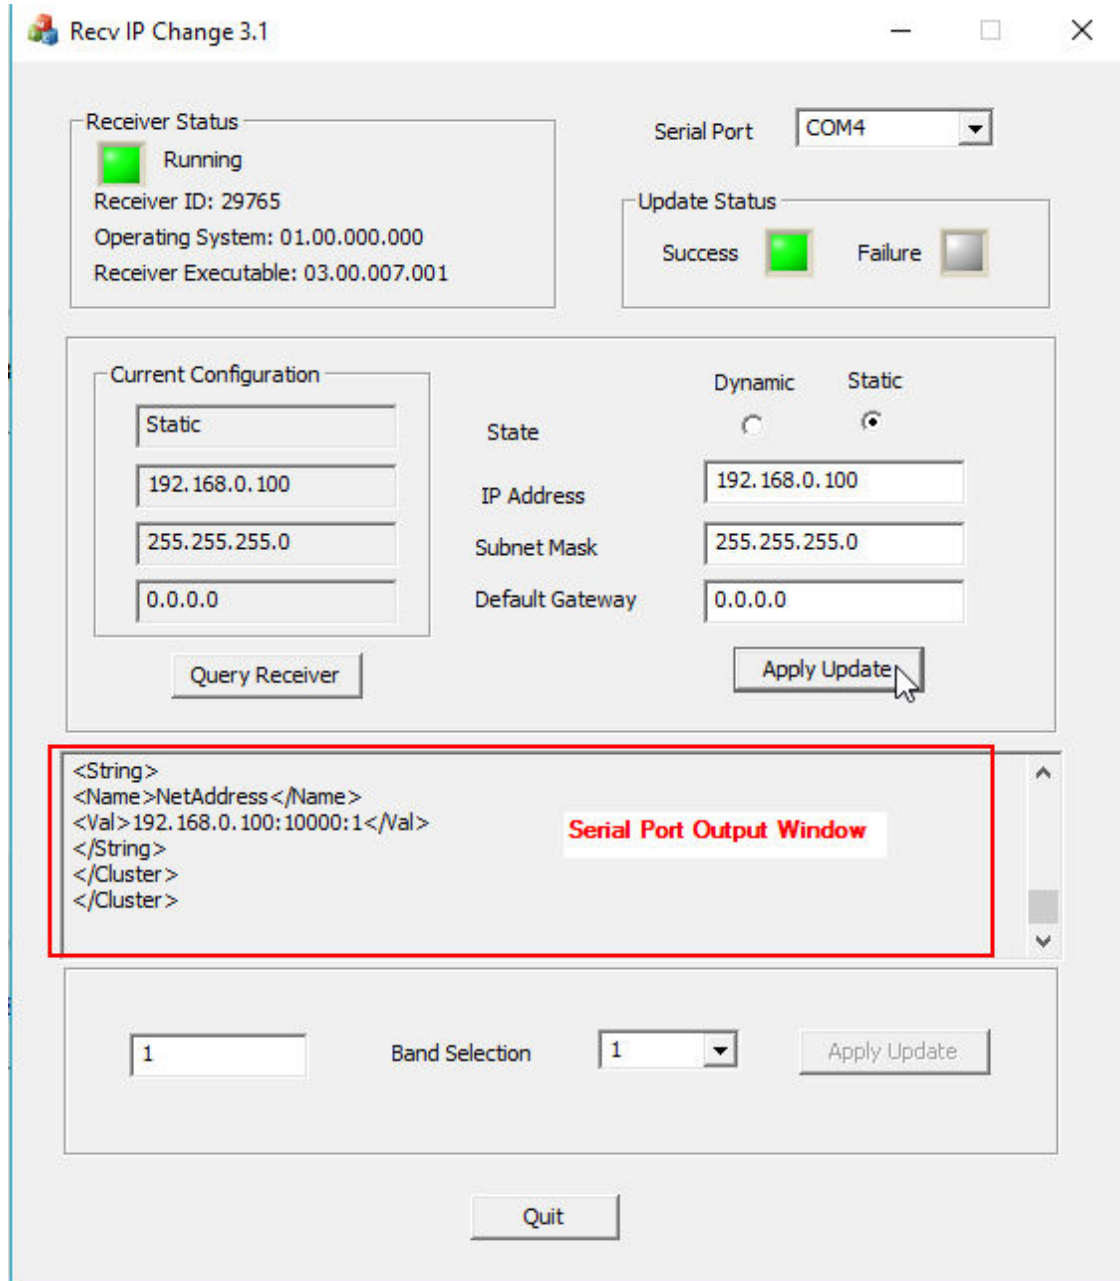 Recv IP Change 3.1
Receiver Status
Running
Receiver ID: 29765
Operating System: 01.00.000.000
Receiver Executable: 03.00.007.001
Serial Port
COM4
Update Status
Success
Failure
Current Configuration
Static
192.168.0.100
255.255.255.0
0.0.0.0
Query Receiver
Dynamic
Static
State
IP Address
192.168.0.100
Subnet Mask
255.255.255.0
Default Gateway
0.0.0.0
Apply Update
<String>
<Name>NetAddress</Name>
<Val>192.168.0.100:10000:1</Val>
</String>
</Cluster>
</Cluster>
Serial Port Output Window
1
Band Selection
1
Apply Update
Quit